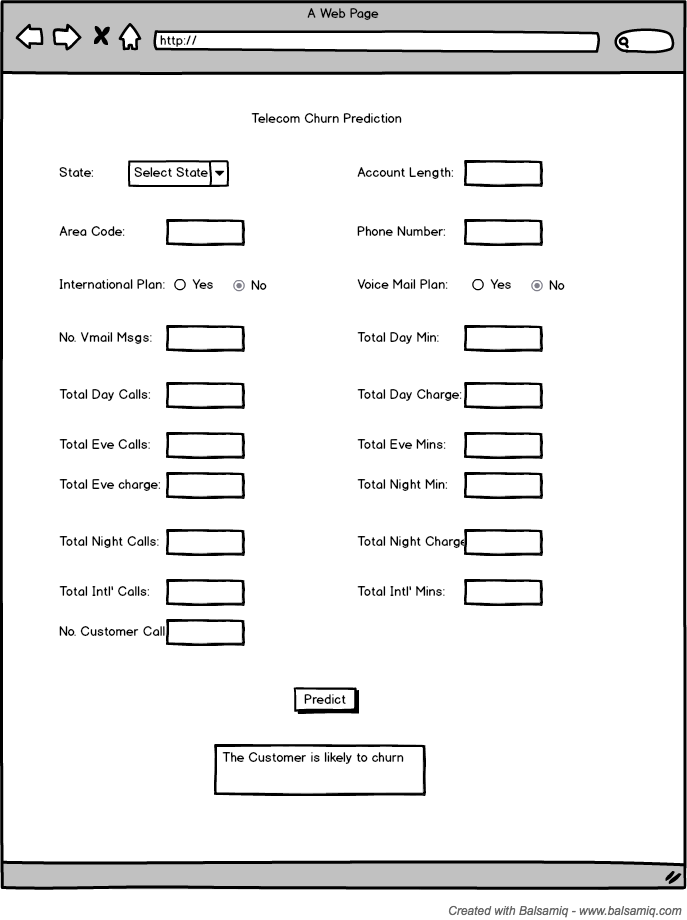 A Web Page
http://
Telecom Churn Prediction
State: Select State Account Length:
Area Code: Phone Number:
International Plan: Yes No Voice Mail Plan: Yes No
No. Vmail Msgs: Total Day Min:
Total Day Calls: Total Day Charge:
Total Eve Calls: Total Eve Mins:
Total Eve charge: Total Night Min:
Total Night Calls: Total Night Charge
Total Intl' Calls: Total Intl' Mins:
No. Customer Call
Predict
The Customer is likely to churn
Created with Balsamiq - www.balsamiq.com